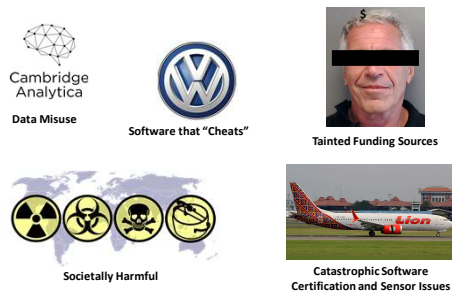 Cambridge
Analytica
Data Misuse
VW
Software that “Cheats”
$
Tainted Funding Sources
Societally Harmful
Lion
Catastrophic Software
Certification and Sensor Issues